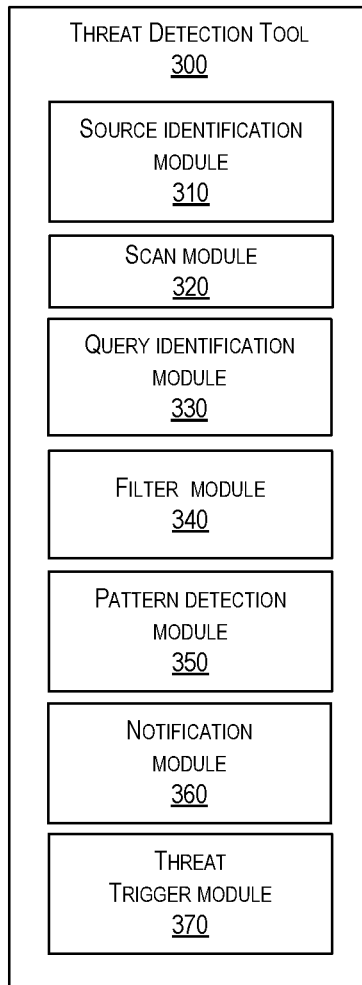 THREAT DETECTION TOOL
300
SOURCE IDENTIFICATION
MODULE
310
SCAN MODULE
320
QUERY IDENTIFICATION
MODULE
330
FILTER MODULE
340
PATTERN DETECTION
MODULE
350
NOTIFICATION
MODULE
360
THREAT
TRIGGER MODULE
370